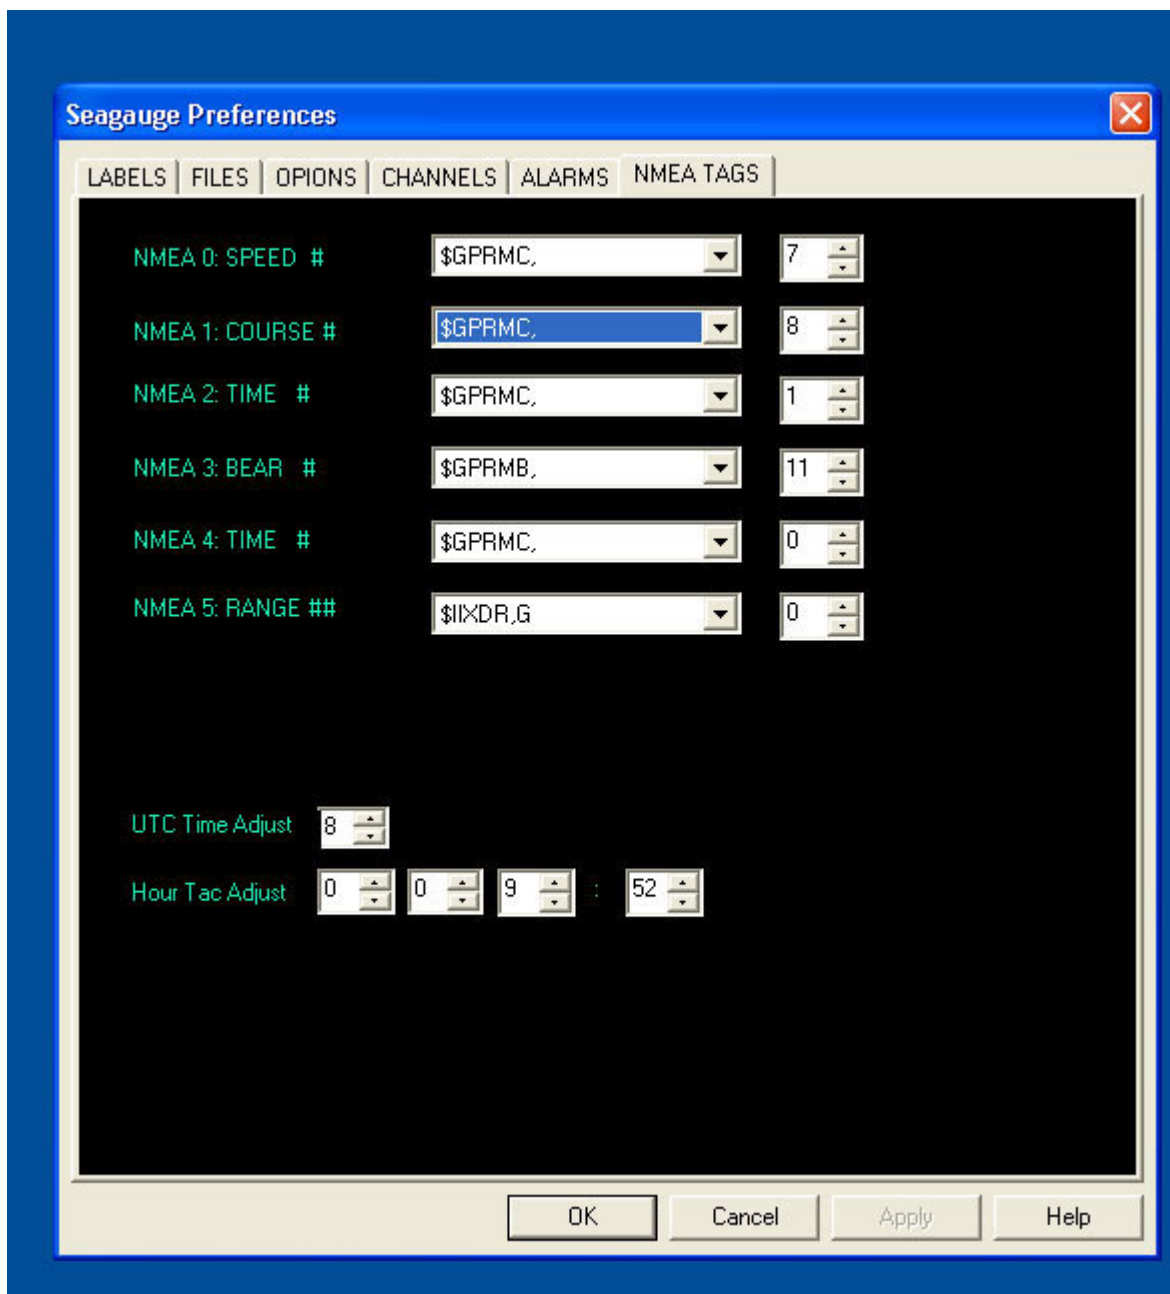 Seagauge Preferences
LABELS FILES OPIONS CHANNELS ALARMS NMEA TAGS
NMEA 0: SPEED # $GPRMC, 7
NMEA 1: COURSE # $GPRMC, 8
NMEA 2: TIME # $GPRMC, 1
NMEA 3: BEAR # $GPRMB, 11
NMEA 4: TIME # $GPRMC, 0
NMEA 5: RANGE ## $IIXDR,G 0
UTC Time Adjust 8
Hour Tac Adjust 0 0 9 : 52
OK Cancel Apply Help